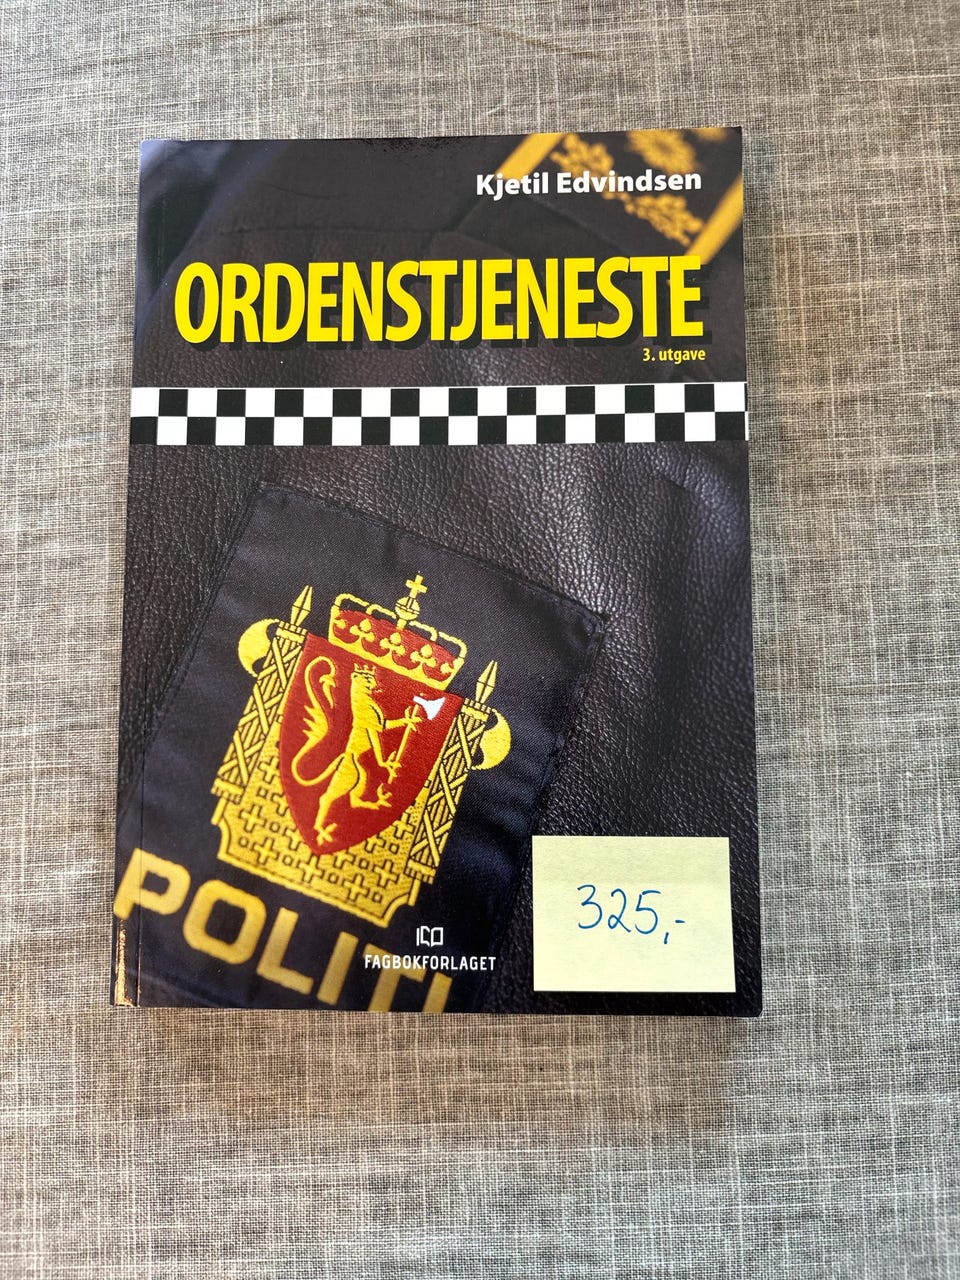 Kjetil Edvindsen
ORDENSTJENESTE
3. utgave
POLITI
FAGBOKFORLAGET
325,-